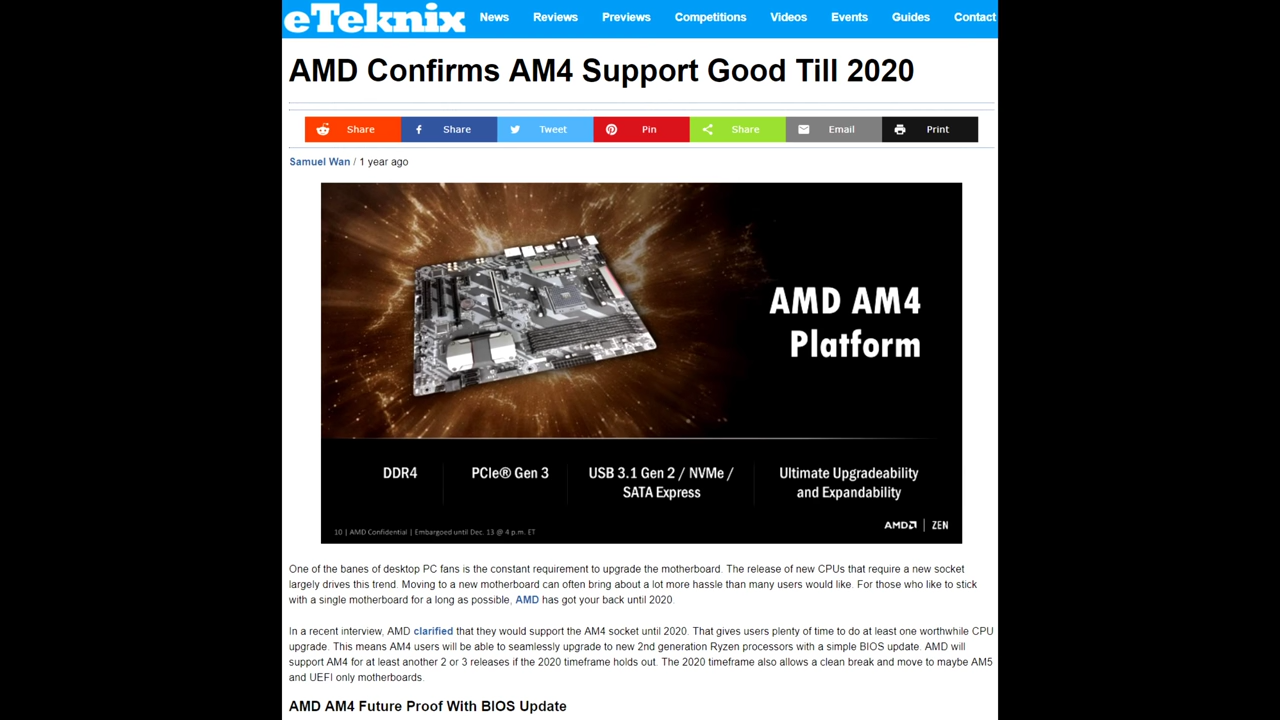 eTeknix News Reviews Previews Competitions Videos Events Guides Contact
AMD Confirms AM4 Support Good Till 2020
Share Share Tweet Pin Share Email Print
Samuel Wan / 1 year ago
AMD AM4
Platform
DDR4 PCIe® Gen 3 USB 3.1 Gen 2 / NVMe / Ultimate Upgradeability
SATA Express and Expandability
10 | AMD Confidential | Embargoed until Dec. 13 @ 4 p.m. ET AMD ZEN
One of the banes of desktop PC fans is the constant requirement to upgrade the motherboard. The release of new CPUs that require a new socket
largely drives this trend. Moving to a new motherboard can often bring about a lot more hassle than many users would like. For those who like to stick
with a single motherboard for a long as possible, AMD has got your back until 2020.
In a recent interview, AMD clarified that they would support the AM4 socket until 2020. That gives users plenty of time to do at least one worthwhile CPU
upgrade. This means AM4 users will be able to seamlessly upgrade to new 2nd generation Ryzen processors with a simple BIOS update. AMD will
support AM4 for at least another 2 or 3 releases if the 2020 timeframe holds out. The 2020 timeframe also allows a clean break and move to maybe AM5
and UEFI only motherboards.
AMD AM4 Future Proof With BIOS Update